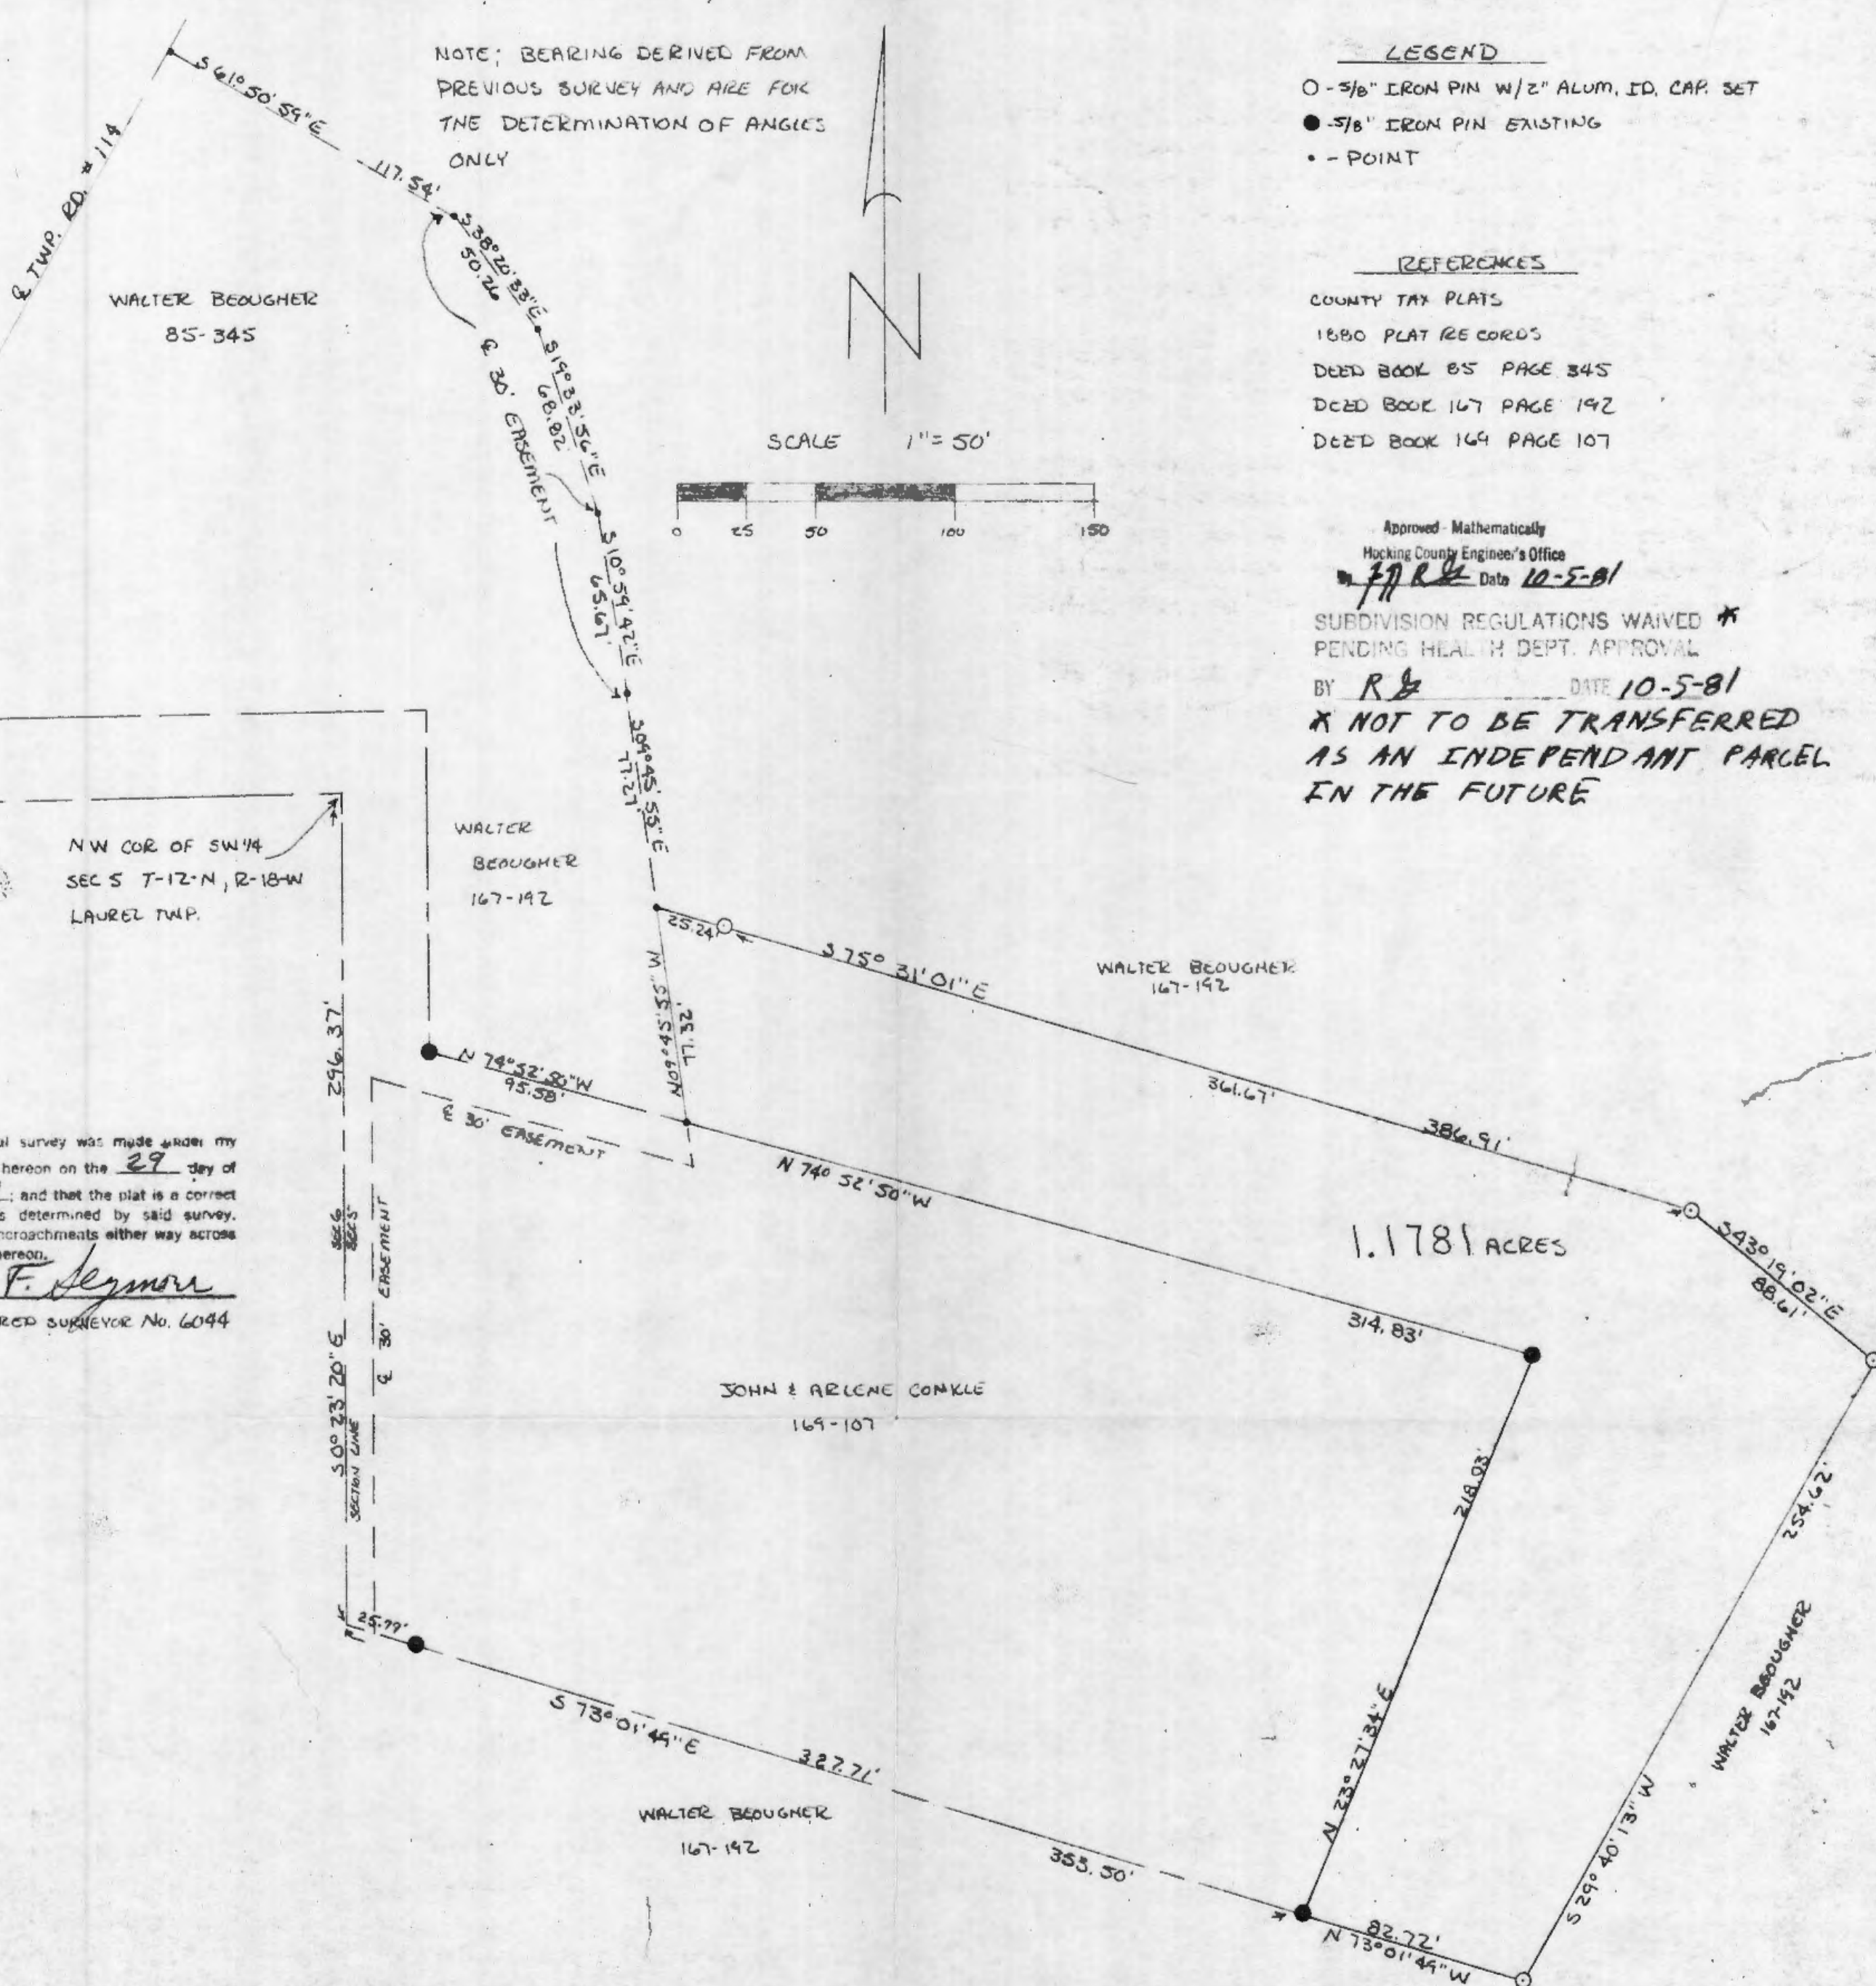 NOTE; BEARING DERIVED FROM
PREVIOUS SURVEY AND ARE FOR
THE DETERMINATION OF ANGLES
ONLY
LEGEND
O - 5/8" IRON PIN W/2" ALUM. I.D. CAP. SET
● - 5/8" IRON PIN EXISTING
• - POINT
REFERENCES
COUNTY TAX PLATS
1880 PLAT RECORDS
DEED BOOK 85 PAGE 345
DEED BOOK 167 PAGE 192
DEED BOOK 169 PAGE 107
Approved - Mathematically
Hocking County Engineer's Office
Date 10-5-81
SUBDIVISION REGULATIONS WAIVED *
PENDING HEALTH DEPT. APPROVAL
BY DATE 10-5-81
* NOT TO BE TRANSFERRED
AS AN INDEPENDANT PARCEL
IN THE FUTURE
N
SCALE 1"=50'
0 25 50 100 150
℄ TWP. RD. # 114
S 61° 50' 59" E
117.54'
WALTER BEOUGHER
85-345
S 38° 20' 33" E
50.26
S 19° 33' 56" E
68.82'
℄ 30' EASEMENT
S 10° 59' 42" E
65.67'
S 09° 45' 55" E
77.27'
NW COR OF SW 1/4
SEC 5 T-12-N, R-18-W
LAUREL TWP.
WALTER
BEOUGHER
167-192
25.24'
S 75° 31' 01" E
361.67'
386.91'
WALTER BEOUGHER
167-192
N 09° 45' 55" W
77.32'
N 74° 52' 50" W
95.58'
℄ 30' EASEMENT
N 74° 52' 50" W
314.83'
1.1781 ACRES
S 43° 19' 02" E
88.61'
296.37'
SEC 6
SEC 5
S 0° 23' 20" E
SECTION LINE
℄ 30' EASEMENT
al survey was made under my
hereon on the 29 day of
; and that the plat is a correct
s determined by said survey.
ncroachments either way across
hereon.
F. Seymour
RED SURVEYOR No. 6044
JOHN & ARLENE CONKLE
169-107
218.03'
N 23° 27' 34" E
254.62'
S 29° 40' 13" W
WALTER BEOUGHER
167-192
25.79'
S 73° 01' 49" E
327.71'
353.50'
WALTER BEOUGHER
167-192
82.72'
N 73° 01' 49" W